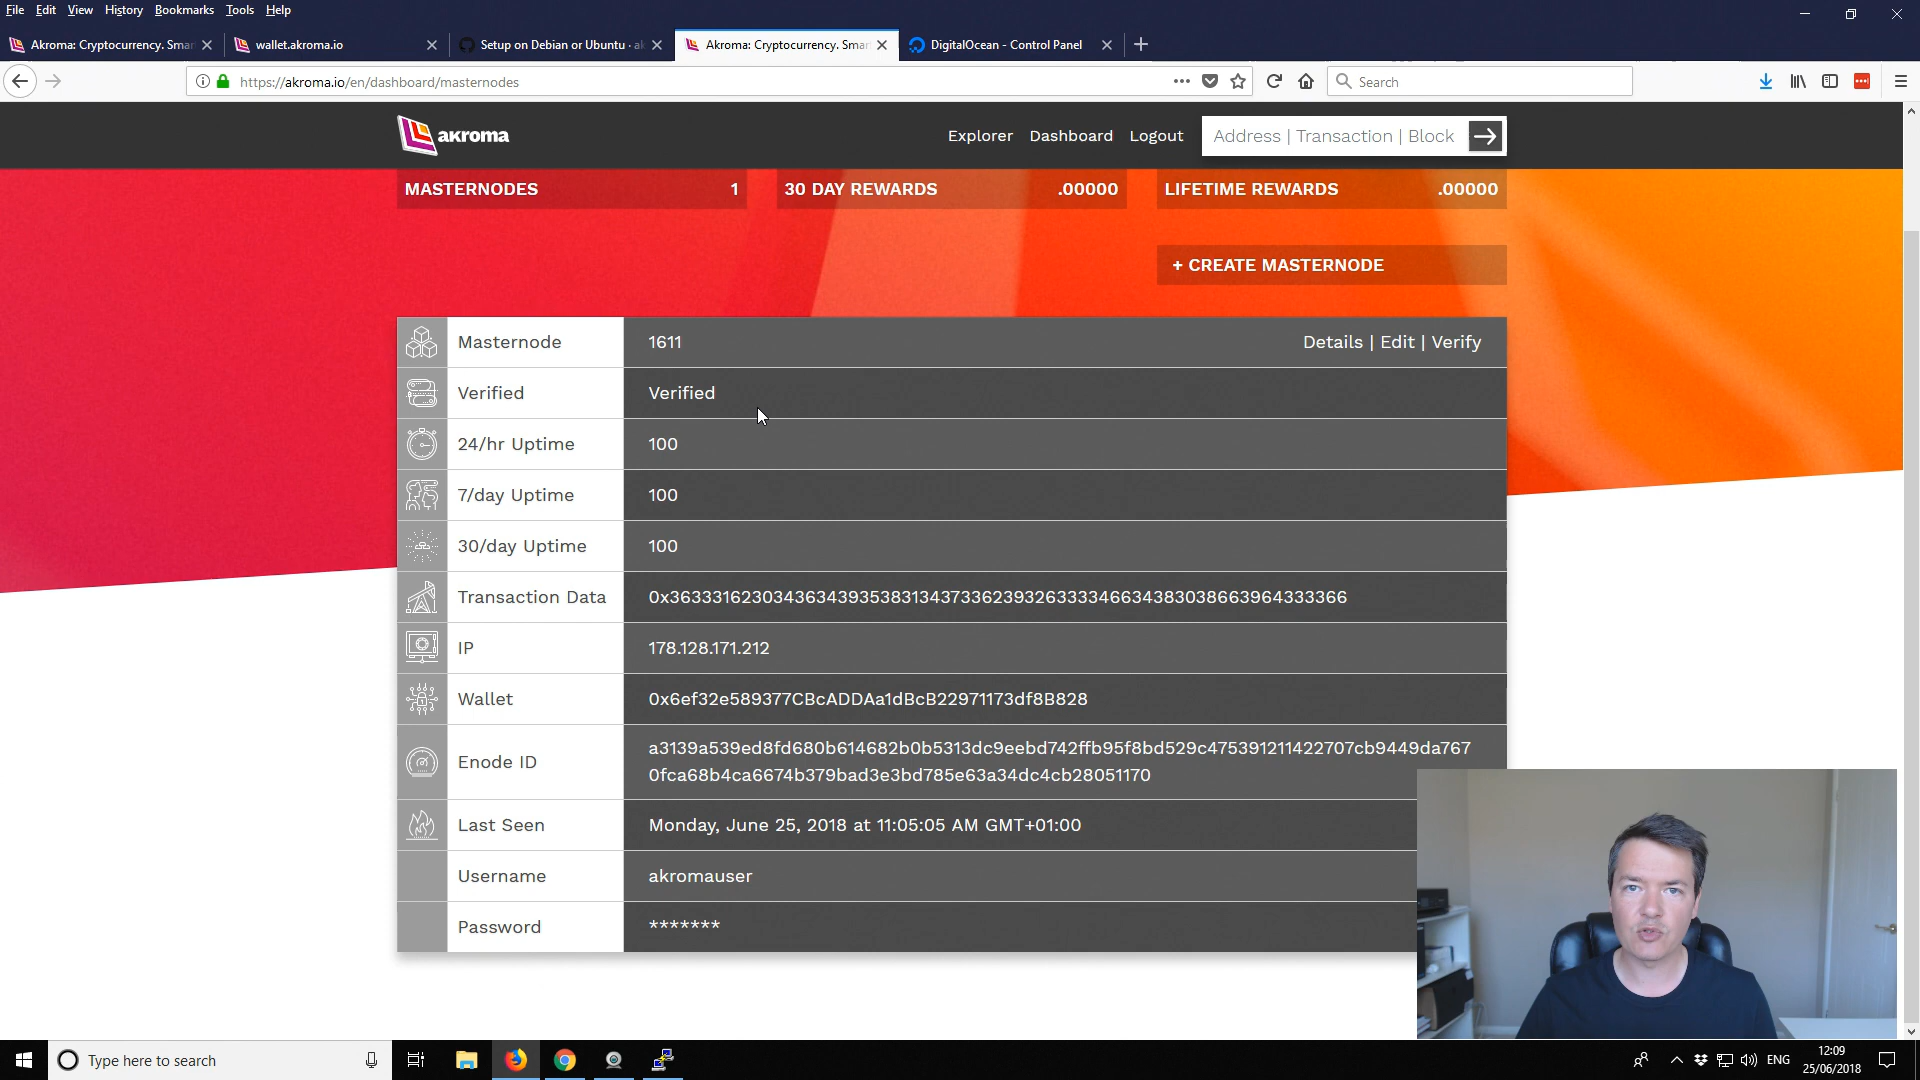 File Edit View History Bookmarks Tools Help
Akroma: Cryptocurrency. Smar
wallet.akroma.io
Setup on Debian or Ubuntu · ak
Akroma: Cryptocurrency. Smar
DigitalOcean - Control Panel
https://akroma.io/en/dashboard/masternodes
Search
akroma
Explorer Dashboard Logout
Address | Transaction | Block
MASTERNODES 1
30 DAY REWARDS .00000
LIFETIME REWARDS .00000
+ CREATE MASTERNODE
Masternode 1611 Details | Edit | Verify
Verified Verified
24/hr Uptime 100
7/day Uptime 100
30/day Uptime 100
Transaction Data 0x36333162303436343935383134373362393263333466343830386639643333​66
IP 178.128.171.212
Wallet 0x6ef32e589377CBcADDAa1dBcB22971173df8B828
Enode ID a3139a539ed8fd680b614682b0b5313dc9eebd742ffb95f8bd529c475391211422707cb9449da767
0fca68b4ca6674b379bad3e3bd785e63a34dc4cb28051170
Last Seen Monday, June 25, 2018 at 11:05:05 AM GMT+01:00
Username akromauser
Password *******
Type here to search
ENG
12:09
25/06/2018